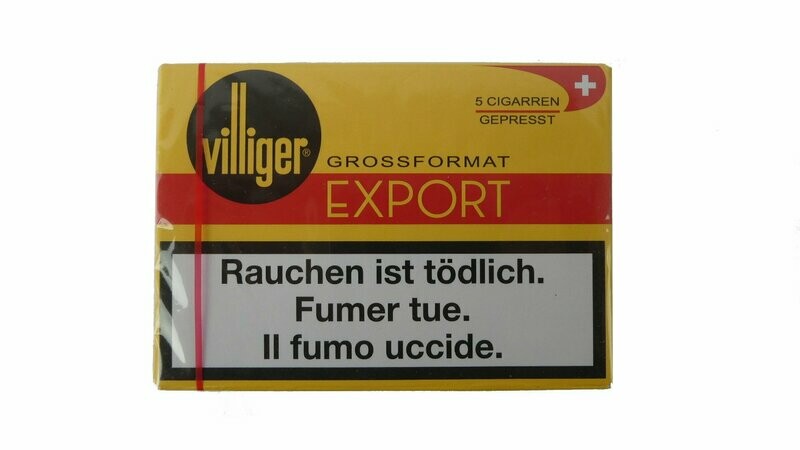 villiger®
5 CIGARREN
GEPRESST
GROSSFORMAT
EXPORT
Rauchen ist tödlich.
Fumer tue.
Il fumo uccide.